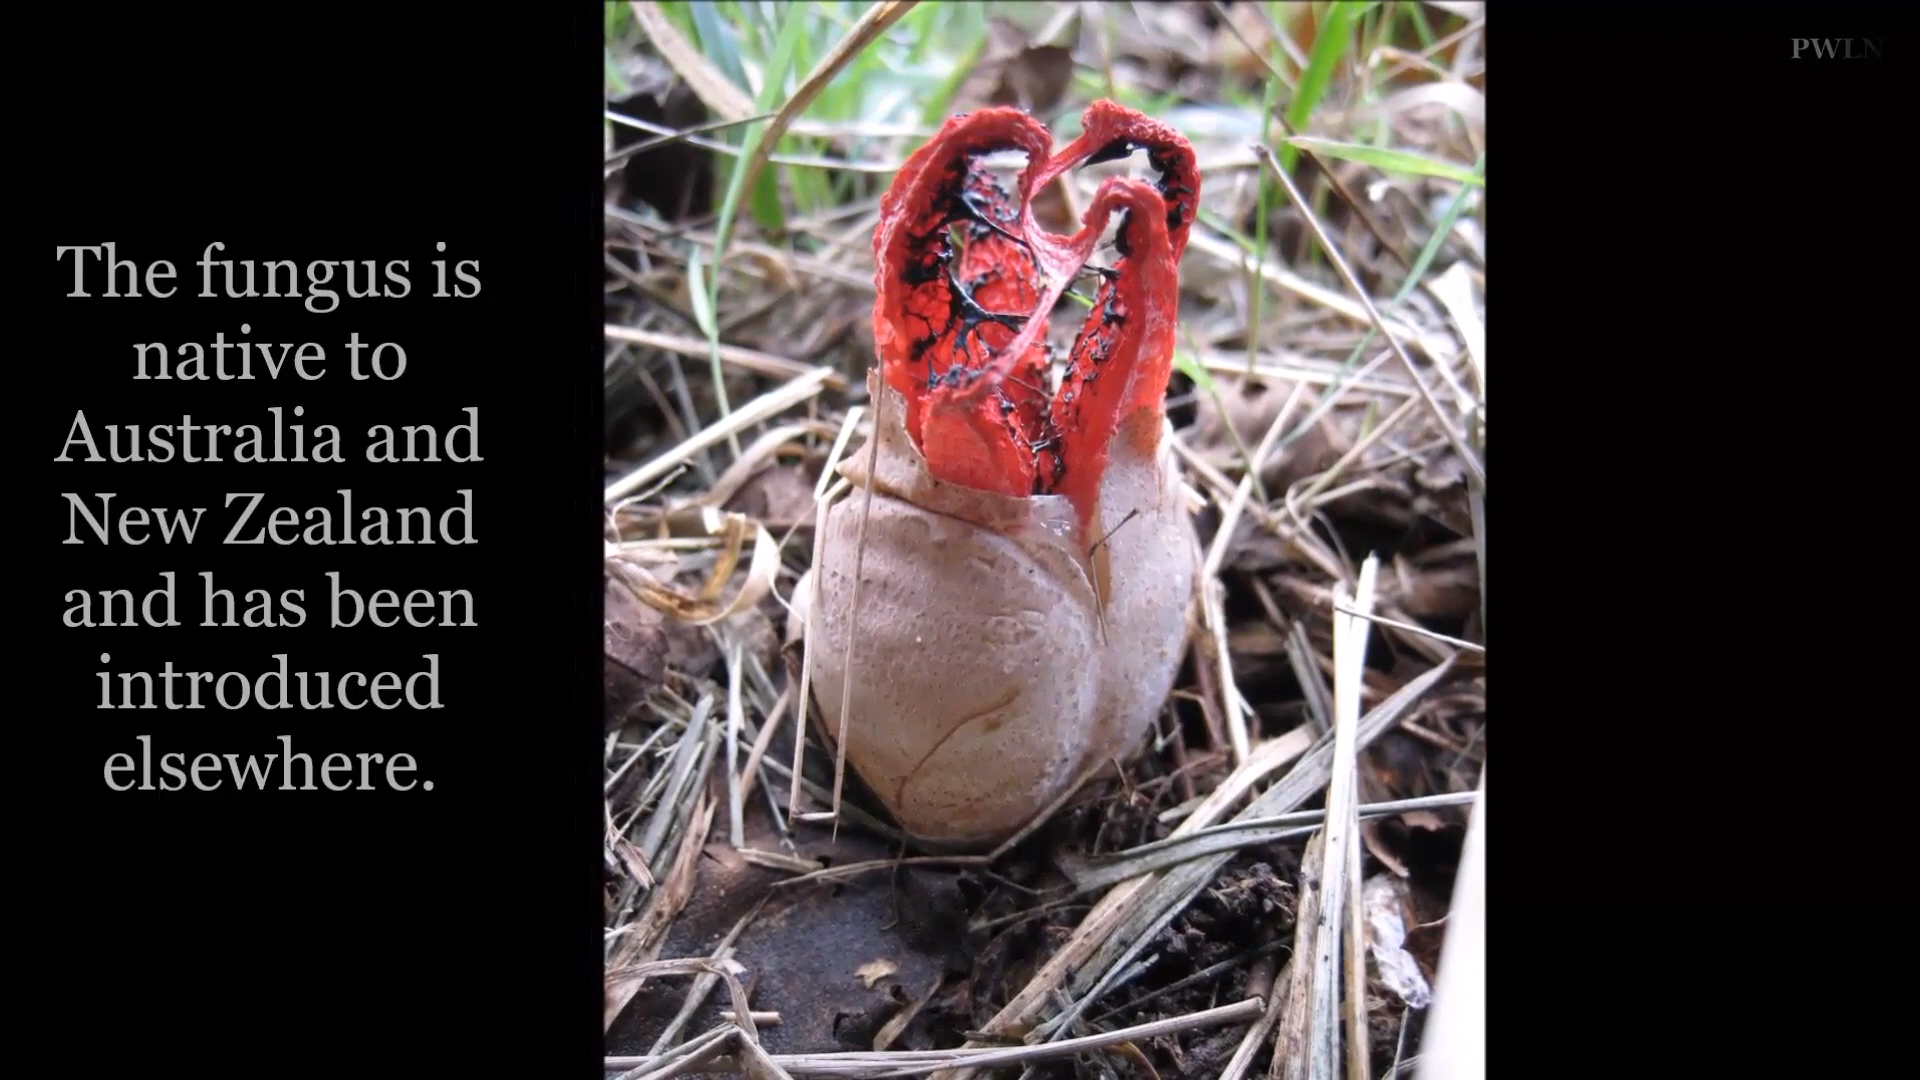 The fungus is
native to
Australia and
New Zealand
and has been
introduced
elsewhere.
PWLN